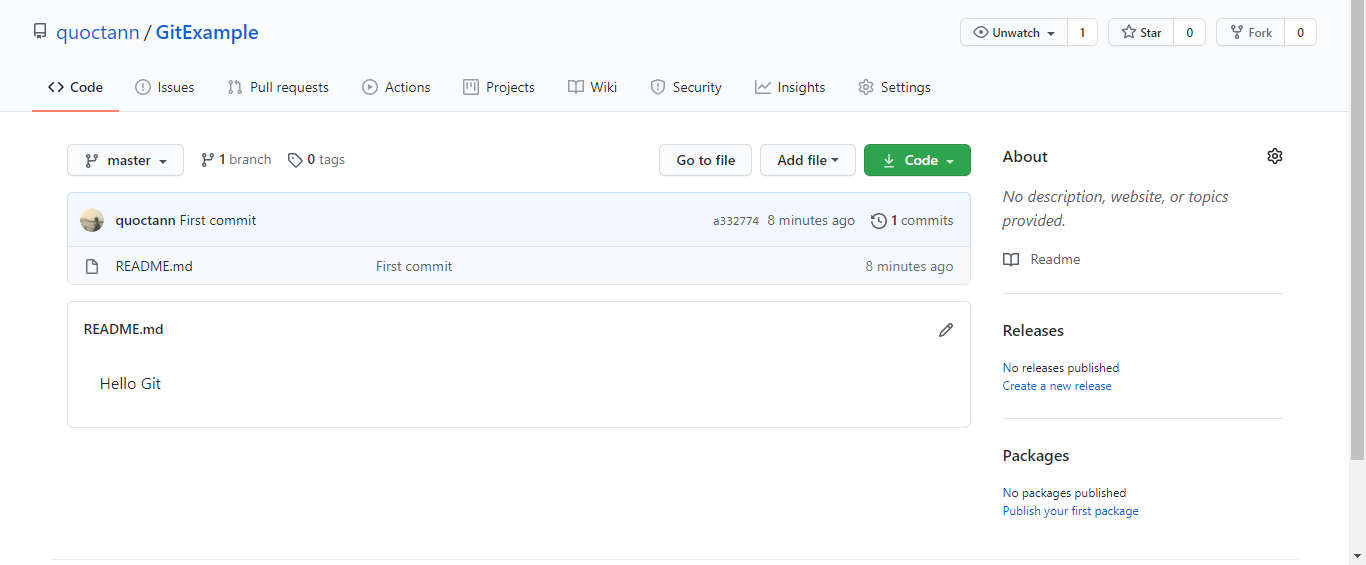 quoctann / GitExample
Unwatch 1 Star 0 Fork 0
Code Issues Pull requests Actions Projects Wiki Security Insights Settings
master 1 branch 0 tags Go to file Add file Code
quoctann First commit a332774 8 minutes ago 1 commits
README.md First commit 8 minutes ago
README.md
Hello Git
About
No description, website, or topics
provided.
Readme
Releases
No releases published
Create a new release
Packages
No packages published
Publish your first package